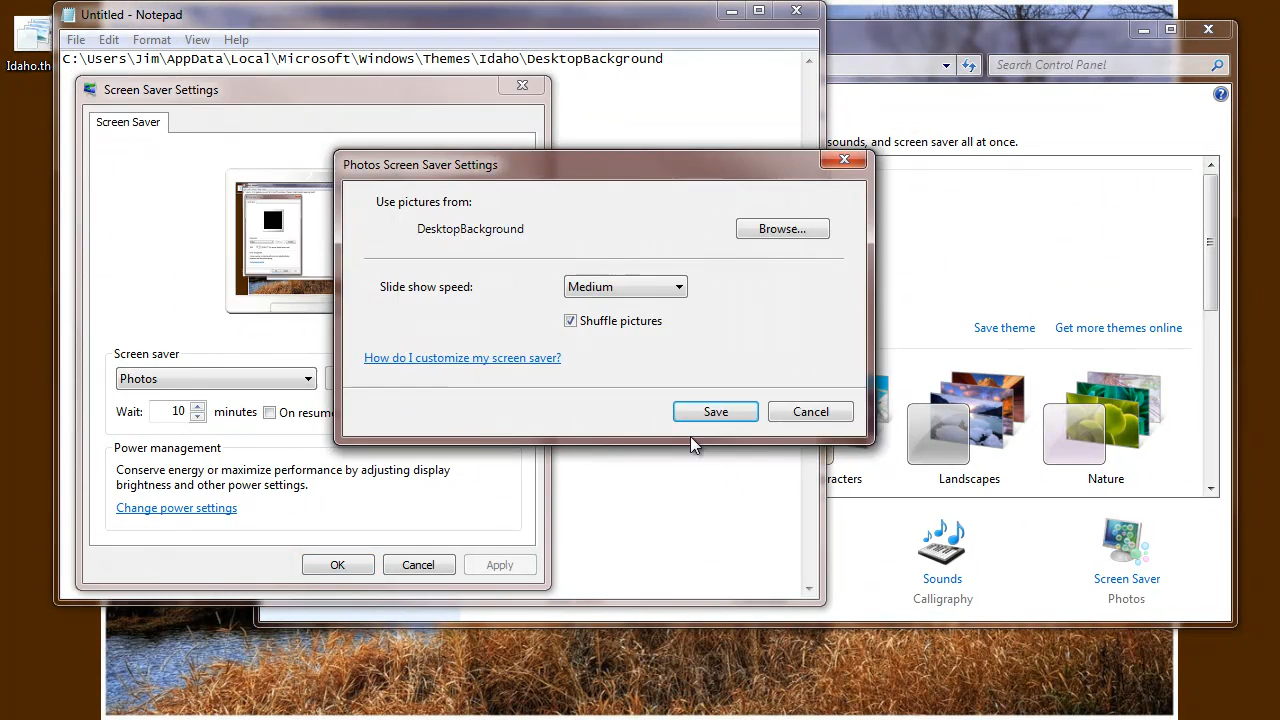 Untitled - Notepad
File Edit Format View Help
C:\Users\Jim\AppData\Local\Microsoft\Windows\Themes\Idaho\DesktopBackground
Idaho.th
Search Control Panel
sounds, and screen saver all at once.
Screen Saver Settings
Screen Saver
Photos Screen Saver Settings
Use pictures from:
DesktopBackground
Browse...
Slide show speed:
Medium
Shuffle pictures
How do I customize my screen saver?
Save
Cancel
Screen saver
Photos
Wait: 10 minutes On resum
Power management
Conserve energy or maximize performance by adjusting display
brightness and other power settings.
Change power settings
OK
Cancel
Apply
Save theme
Get more themes online
racters
Landscapes
Nature
Sounds
Calligraphy
Screen Saver
Photos